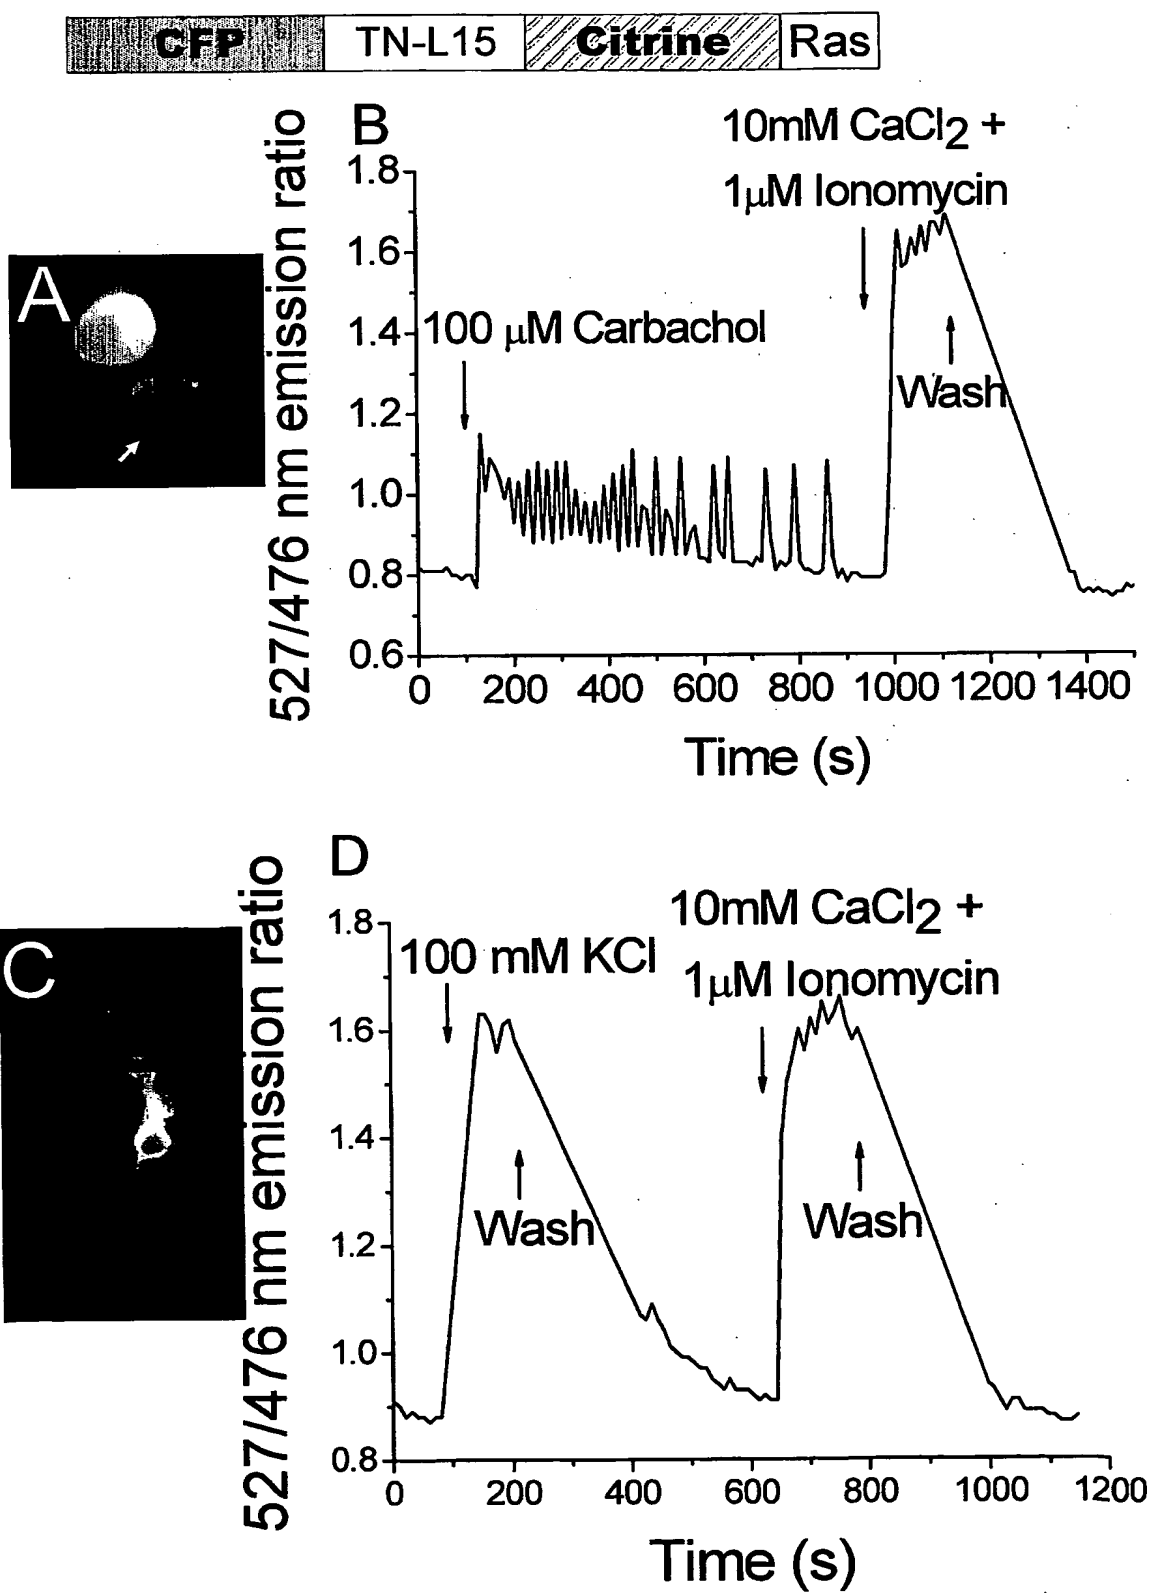 CFP TN-L15 Citrine Ras
A
B
527/476 nm emission ratio
1.8
1.6
1.4
1.2
1.0
0.8
0.6
10mM CaCl2 +
1µM Ionomycin
100 µM Carbachol
Wash
0 200 400 600 800 1000 1200 1400
Time (s)
C
D
527/476 nm emission ratio
1.8
1.6
1.4
1.2
1.0
0.8
100 mM KCl
10mM CaCl2 +
1µM Ionomycin
Wash
Wash
0 200 400 600 800 1000 1200
Time (s)